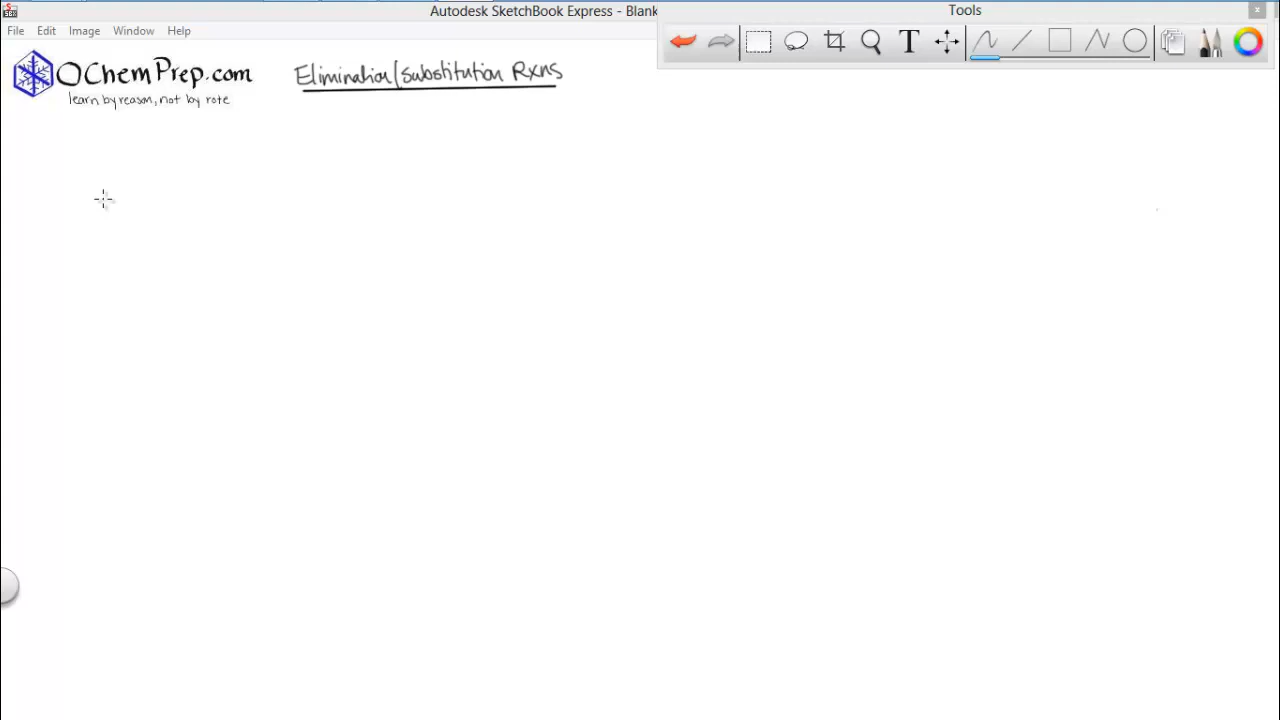 Autodesk SketchBook Express - Blank
Tools
File Edit Image Window Help
OChemPrep.com
learn by reason, not by rote
Elimination/Substitution Rxns
T